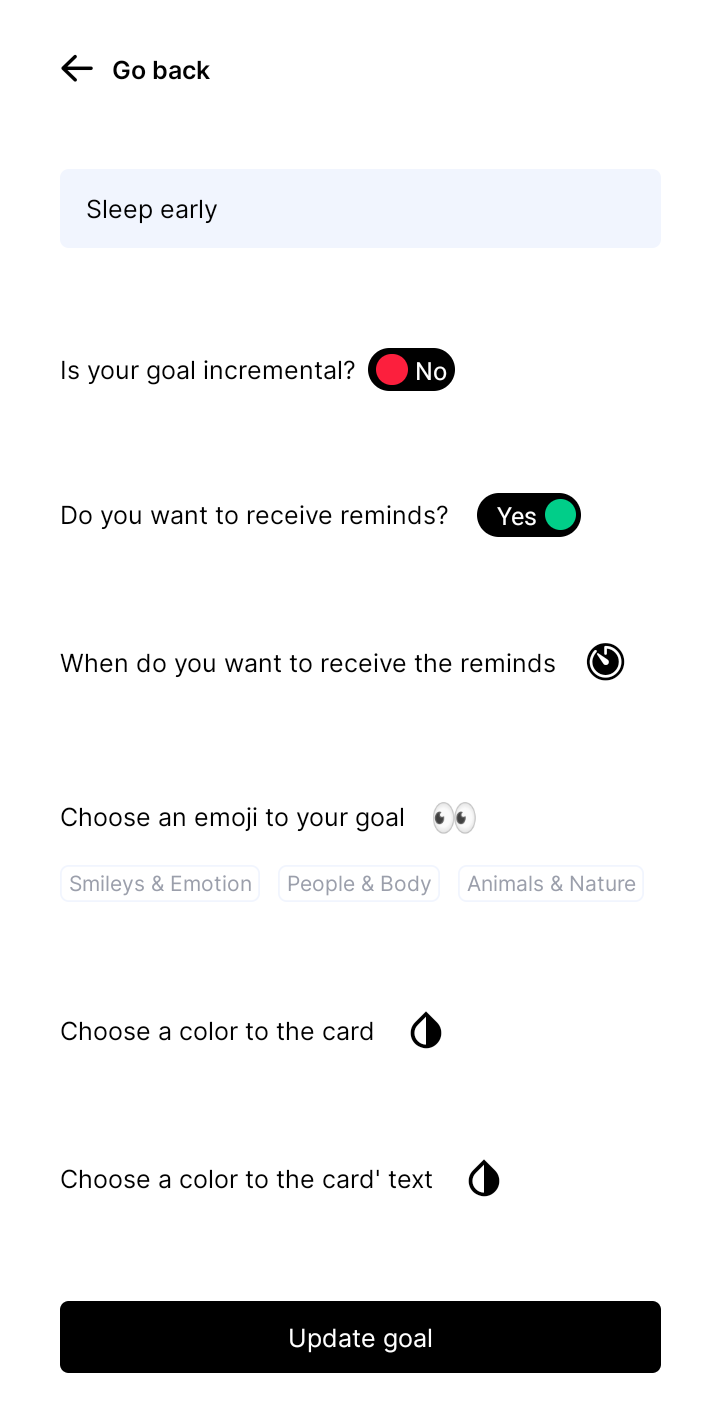 Go back
Sleep early
Is your goal incremental? No
Do you want to receive reminds? Yes
When do you want to receive the reminds
Choose an emoji to your goal 👀
Smileys & Emotion People & Body Animals & Nature
Choose a color to the card
Choose a color to the card' text
Update goal